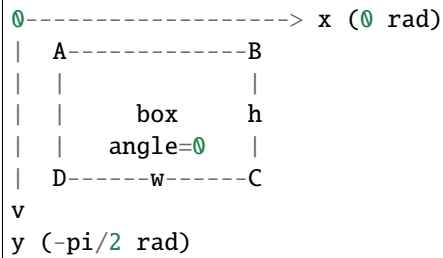 0-------------------> x (0 rad)
|  A-------------B
|  |             |
|  |     box     h
|  |   angle=0   |
|  D------w------C
v
y (-pi/2 rad)